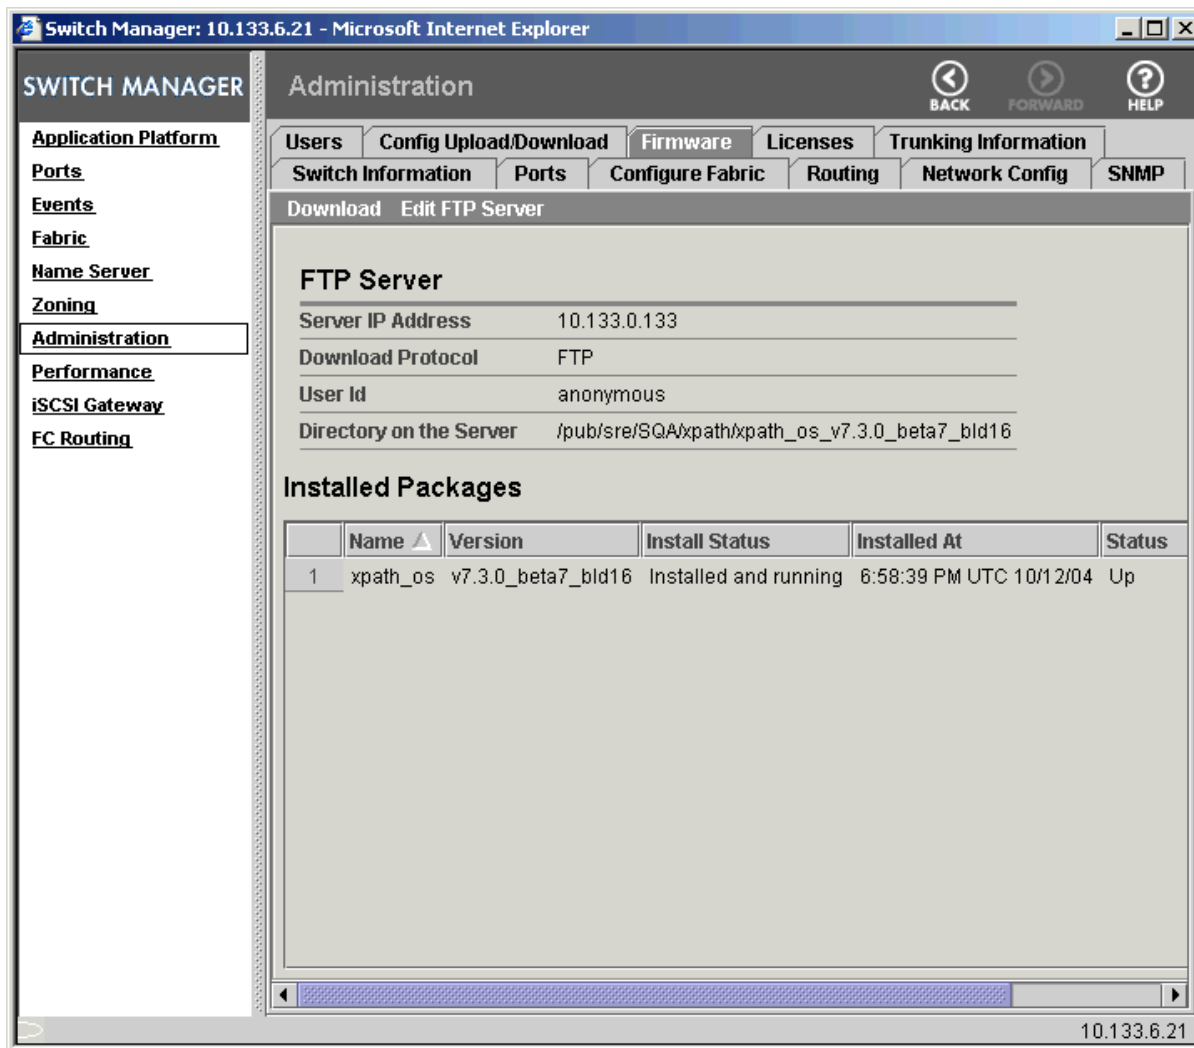 Switch Manager: 10.133.6.21 - Microsoft Internet Explorer
SWITCH MANAGER
Administration
BACK
FORWARD
HELP
Application Platform
Ports
Events
Fabric
Name Server
Zoning
Administration
Performance
iSCSI Gateway
FC Routing
Users Config Upload/Download Firmware Licenses Trunking Information
Switch Information Ports Configure Fabric Routing Network Config SNMP
Download Edit FTP Server
FTP Server
Server IP Address 10.133.0.133
Download Protocol FTP
User Id anonymous
Directory on the Server /pub/sre/SQA/xpath/xpath_os_v7.3.0_beta7_bld16
Installed Packages
Name Version Install Status Installed At Status
1 xpath_os v7.3.0_beta7_bld16 Installed and running 6:58:39 PM UTC 10/12/04 Up
10.133.6.21